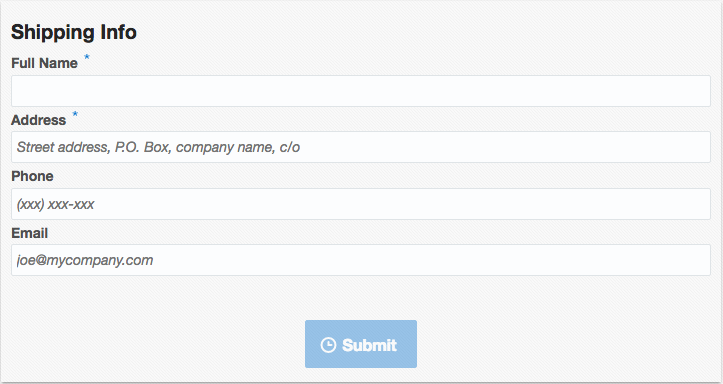 Shipping Info
Full Name *
Address *
Street address, P.O. Box, company name, c/o
Phone
(xxx) xxx-xxx
Email
joe@mycompany.com
Submit